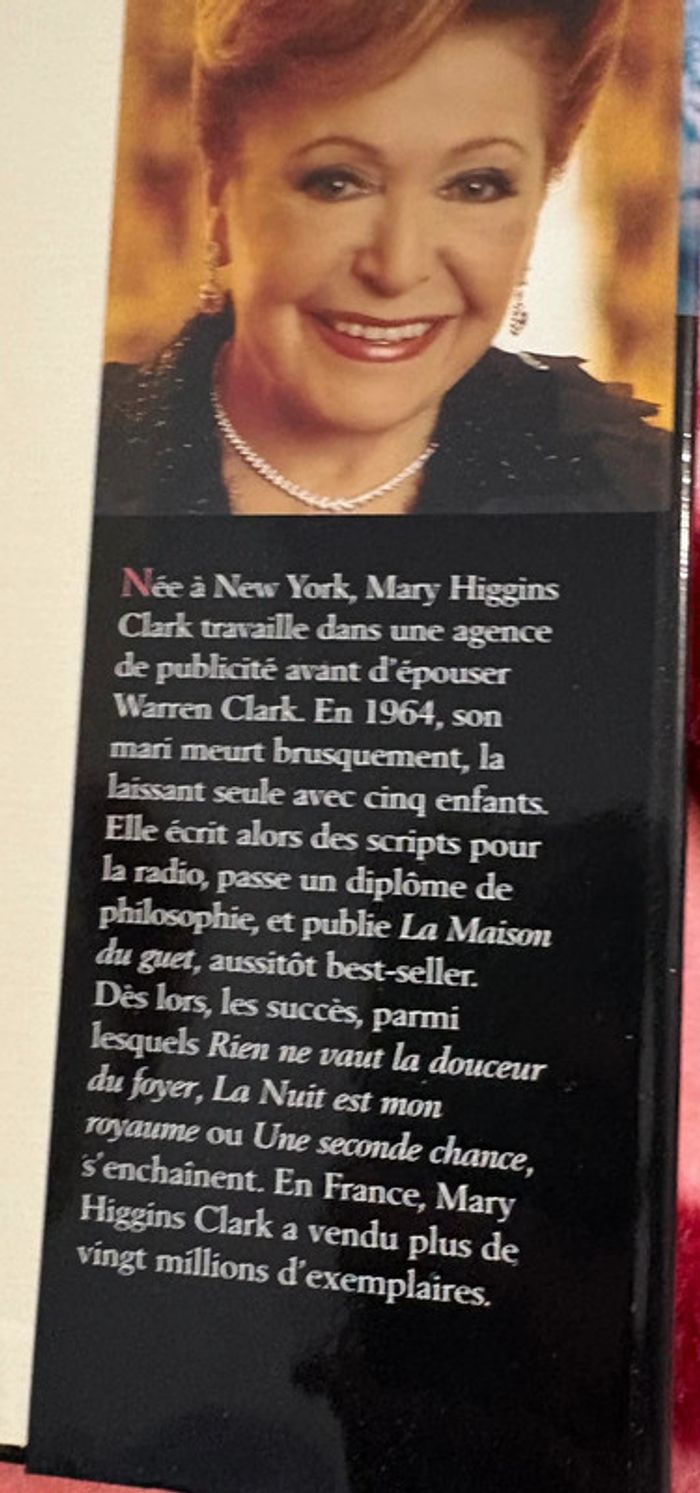 Née à New York, Mary Higgins
Clark travaille dans une agence
de publicité avant d'épouser
Warren Clark. En 1964, son
mari meurt brusquement, la
laissant seule avec cinq enfants.
Elle écrit alors des scripts pour
la radio, passe un diplôme de
philosophie, et publie La Maison
du guet, aussitôt best-seller.
Dès lors, les succès, parmi
lesquels Rien ne vaut la douceur
du foyer, La Nuit est mon
royaume ou Une seconde chance,
s'enchaînent. En France, Mary
Higgins Clark a vendu plus de
vingt millions d'exemplaires.